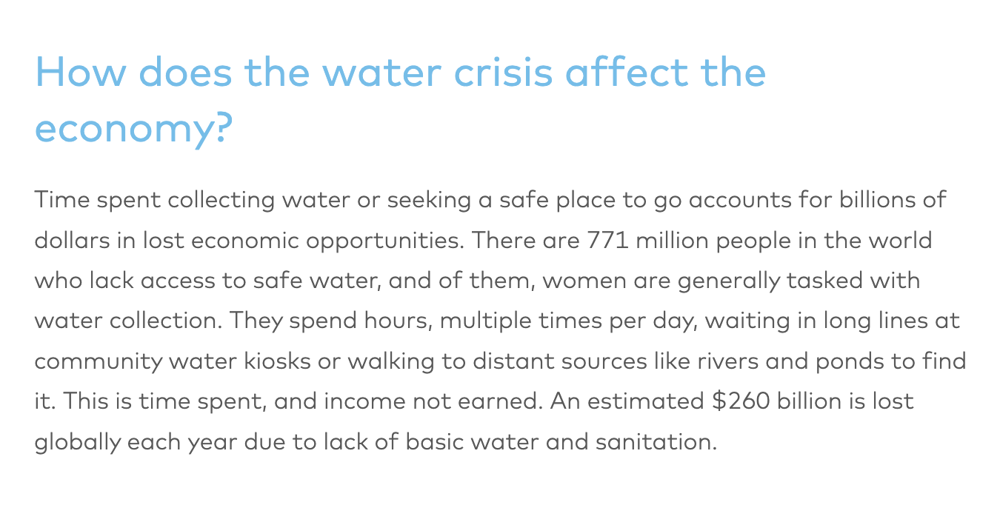 How does the water crisis affect the
economy?
Time spent collecting water or seeking a safe place to go accounts for billions of
dollars in lost economic opportunities. There are 771 million people in the world
who lack access to safe water, and of them, women are generally tasked with
water collection. They spend hours, multiple times per day, waiting in long lines at
community water kiosks or walking to distant sources like rivers and ponds to find
it. This is time spent, and income not earned. An estimated $260 billion is lost
globally each year due to lack of basic water and sanitation.